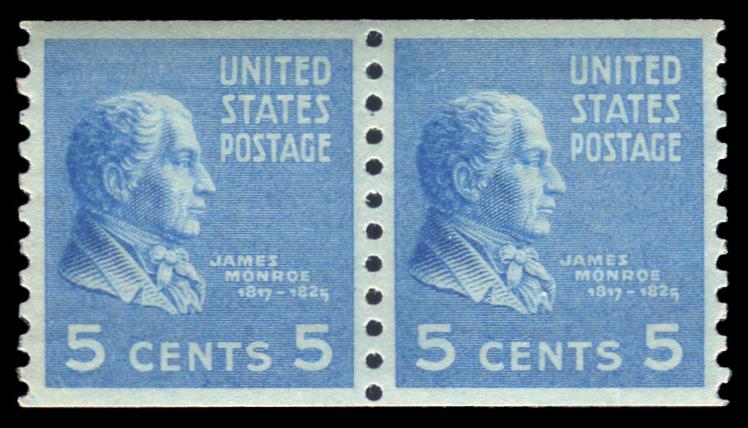 UNITED
STATES
POSTAGE
JAMES
MONROE
1817-1825
5 CENTS 5
UNITED
STATES
POSTAGE
JAMES
MONROE
1817-1825
5 CENTS 5